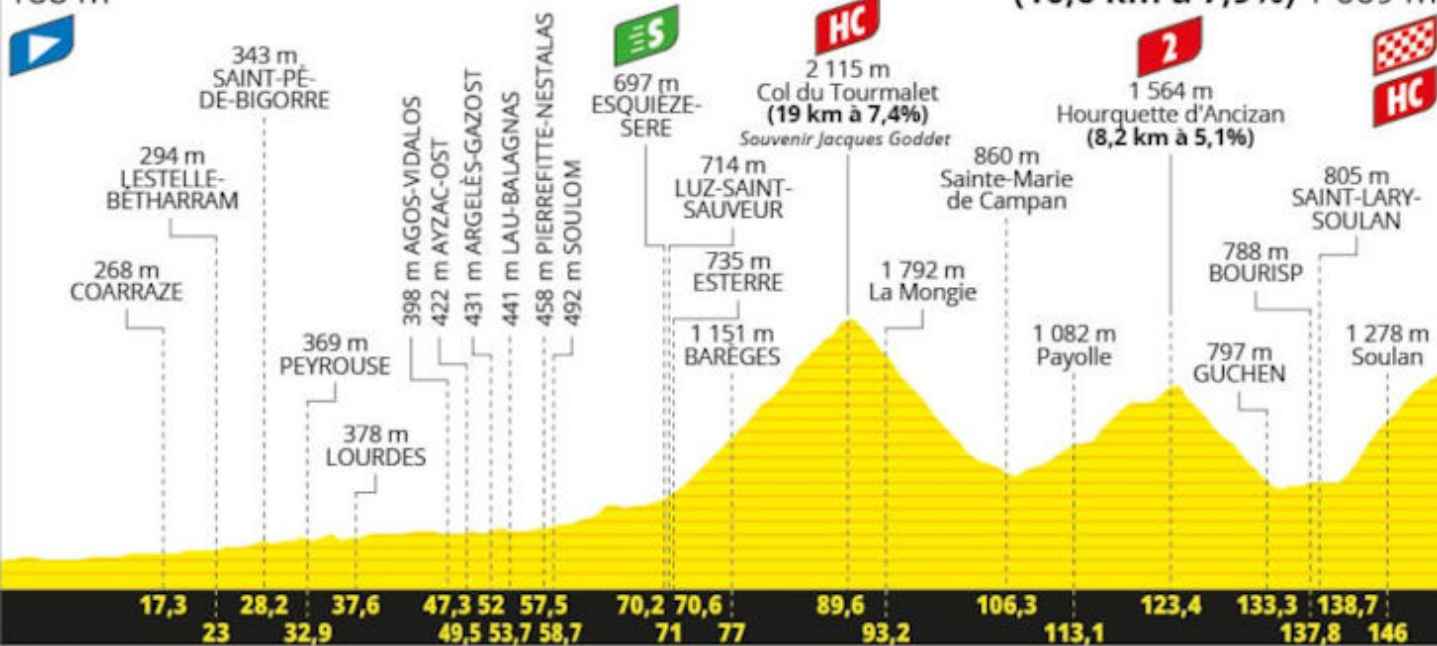 (10,6 km à 7,9%) 1 669 m
S
HC
2
HC
343 m
SAINT-PÉ-
DE-BIGORRE
294 m
LESTELLE-
BÉTHARRAM
268 m
COARRAZE
369 m
PEYROUSE
378 m
LOURDES
398 m AGOS-VIDALOS
422 m AYZAC-OST
431 m ARGELÈS-GAZOST
441 m LAU-BALAGNAS
458 m PIERREFITTE-NESTALAS
492 m SOULOM
697 m
ESQUIÈZE-
SERE
714 m
LUZ-SAINT-
SAUVEUR
735 m
ESTERRE
1 151 m
BARÈGES
2 115 m
Col du Tourmalet
(19 km à 7,4%)
Souvenir Jacques Goddet
1 792 m
La Mongie
860 m
Sainte-Marie
de Campan
1 082 m
Payolle
1 564 m
Hourquette d'Ancizan
(8,2 km à 5,1%)
797 m
GUCHEN
788 m
BOURISP
805 m
SAINT-LARY-
SOULAN
1 278 m
Soulan
17,3 28,2 37,6 47,3 52 57,5 70,2 70,6 89,6 106,3 123,4 133,3 138,7
23 32,9 49,5 53,7 58,7 71 77 93,2 113,1 137,8 146